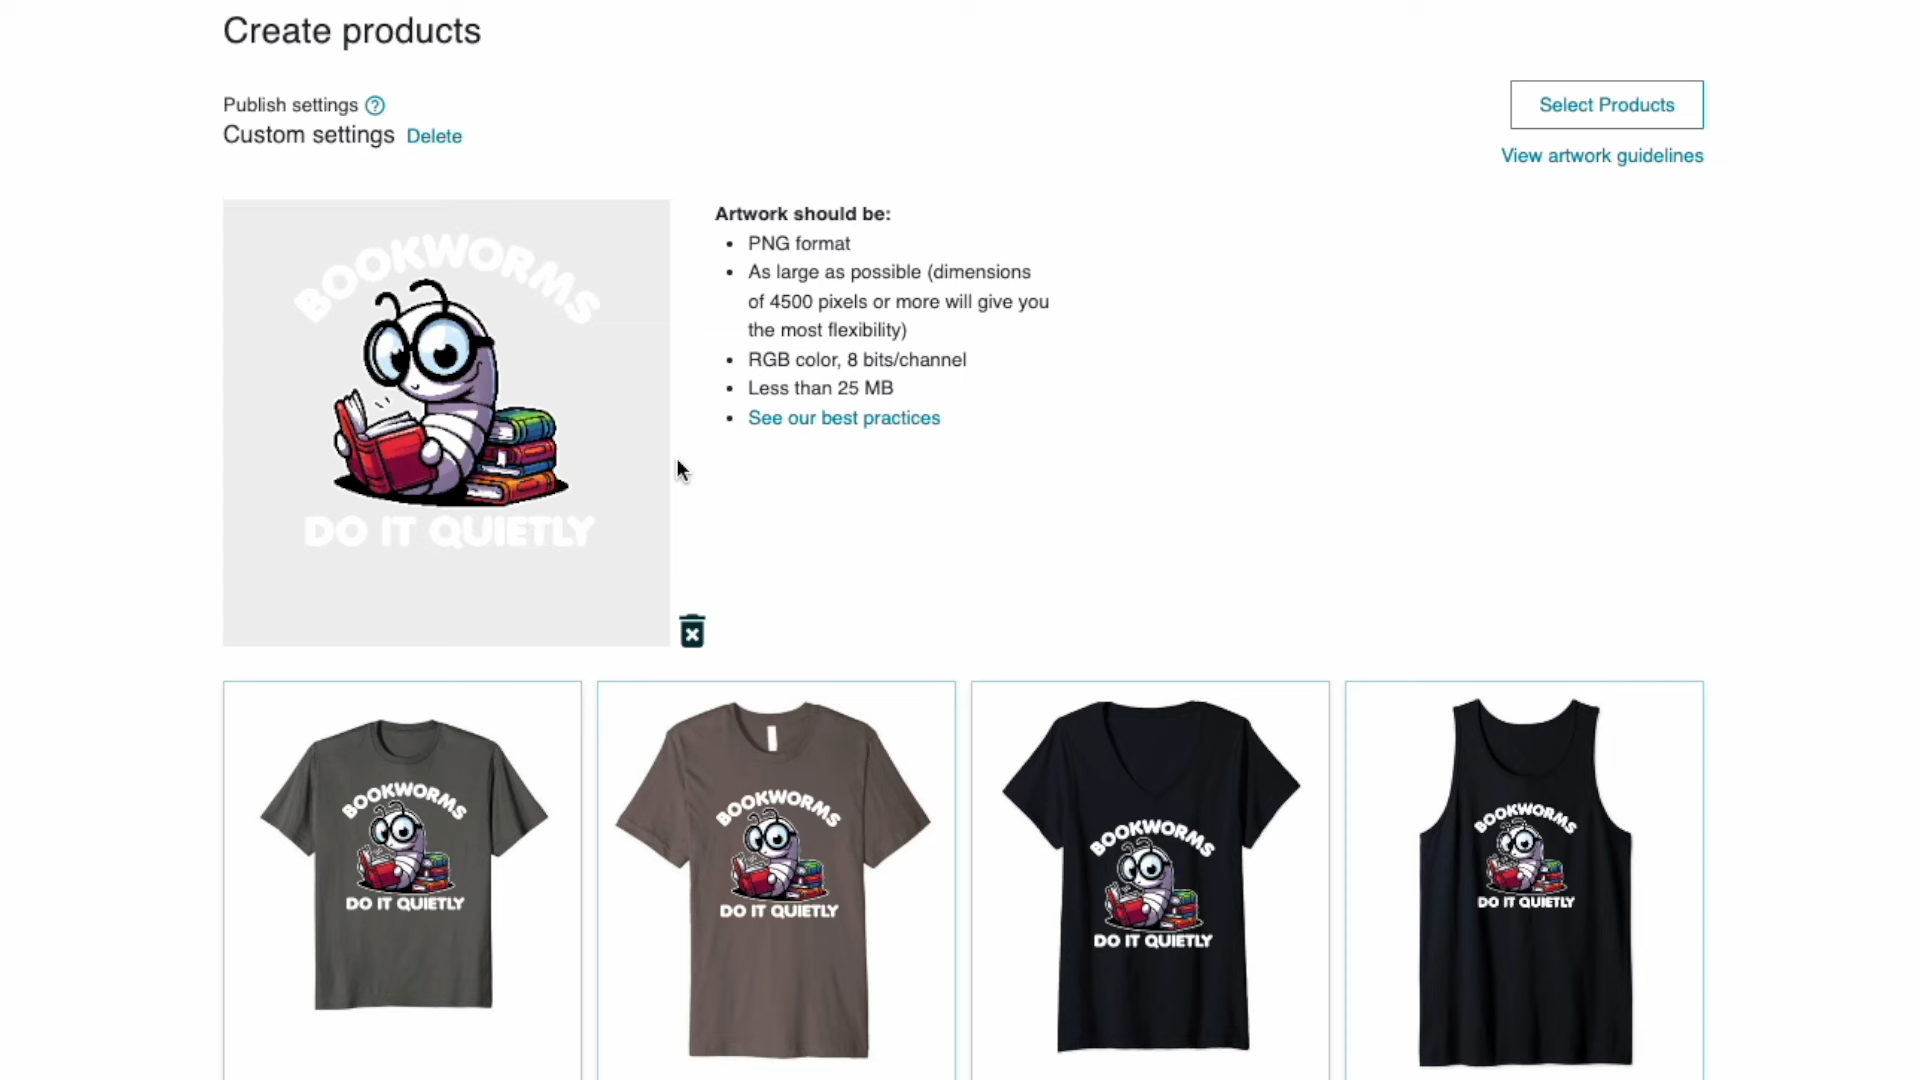 Create products
Publish settings ?
Custom settings Delete
Select Products
View artwork guidelines
BOOKWORMS
DO IT QUIETLY
Artwork should be:
• PNG format
• As large as possible (dimensions
of 4500 pixels or more will give you
the most flexibility)
• RGB color, 8 bits/channel
• Less than 25 MB
• See our best practices
BOOKWORMS
DO IT QUIETLY
BOOKWORMS
DO IT QUIETLY
BOOKWORMS
DO IT QUIETLY
BOOKWORMS
DO IT QUIETLY